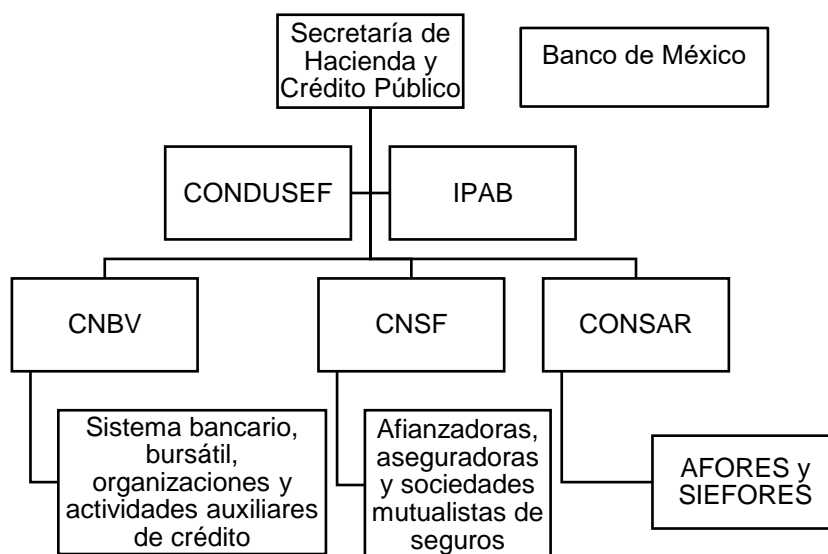 Secretaría de
Hacienda y
Crédito Público
Banco de México
CONDUSEF
IPAB
CNBV
CNSF
CONSAR
Sistema bancario,
bursátil,
organizaciones y
actividades auxiliares
de crédito
Afianzadoras,
aseguradoras
y sociedades
mutualistas de
seguros
AFORES y
SIEFORES